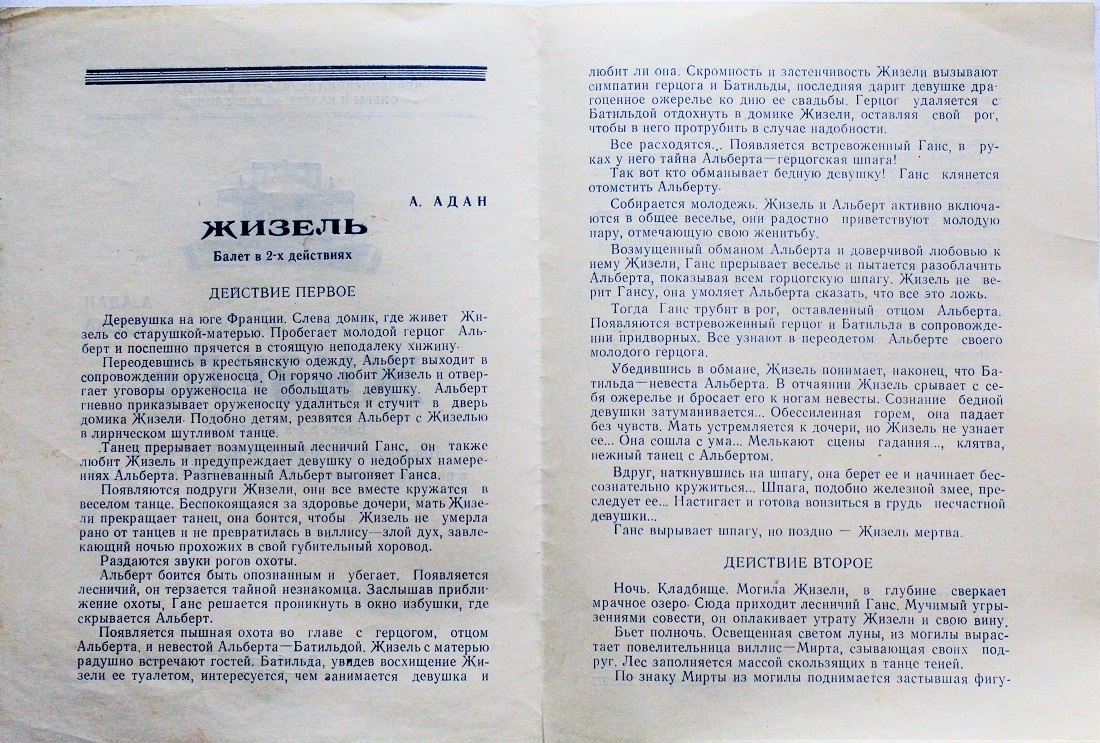 А. АДАН
ЖИЗЕЛЬ
Балет в 2-х действиях
ДЕЙСТВИЕ ПЕРВОЕ
Деревушка на юге Франции. Слева домик, где живет Жи-
зель со старушкой-матерью. Пробегает молодой герцог Аль-
берт и поспешно прячется в стоящую неподалеку хижину.
Переодевшись в крестьянскую одежду, Альберт выходит в
сопровождении оруженосца. Он горячо любит Жизель и отвер-
гает уговоры оруженосца не обольщать девушку. Альберт
гневно приказывает оруженосцу удалиться и стучит в дверь
домика Жизели. Подобно детям, резвятся Альберт с Жизелью
в лирическом шутливом танце.
Танец прерывает возмущенный лесничий Ганс, он также
любит Жизель и предупреждает девушку о недобрых намере-
ниях Альберта. Разгневанный Альберт выгоняет Ганса.
Появляются подруги Жизели, они все вместе кружатся в
веселом танце. Беспокоящаяся за здоровье дочери, мать Жизе-
ли прекращает танец, она боится, чтобы Жизель не умерла
рано от танцев и не превратилась в виллису—злой дух, завле-
кающий ночью прохожих в свой губительный хоровод.
Раздаются звуки рогов охоты.
Альберт боится быть опознанным и убегает. Появляется
лесничий, он терзается тайной незнакомца. Заслышав прибли-
жение охоты, Ганс решается проникнуть в окно избушки, где
скрывается Альберт.
Появляется пышная охота во главе с герцогом, отцом
Альберта, и невестой Альберта—Батильдой. Жизель с матерью
радушно встречают гостей. Батильда, увидев восхищение Жи-
зели ее туалетом, интересуется, чем занимается девушка и
любит ли она. Скромность и застенчивость Жизели вызывают
симпатии герцога и Батильды, последняя дарит девушке дра-
гоценное ожерелье ко дню ее свадьбы. Герцог удаляется с
Батильдой отдохнуть в домике Жизели, оставляя свой рог,
чтобы в него протрубить в случае надобности.
Все расходятся... Появляется встревоженный Ганс, в ру-
ках у него тайна Альберта—герцогская шпага!
Так вот кто обманывает бедную девушку! Ганс клянется
отомстить Альберту.
Собирается молодежь. Жизель и Альберт активно включа-
ются в общее веселье, они радостно приветствуют молодую
пару, отмечающую свою женитьбу.
Возмущенный обманом Альберта и доверчивой любовью к
нему Жизели, Ганс прерывает веселье и пытается разоблачить
Альберта, показывая всем горцогскую шпагу. Жизель не ве-
рит Гансу, она умоляет Альберта сказать, что все это ложь.
Тогда Ганс трубит в рог, оставленный отцом Альберта.
Появляются встревоженный герцог и Батильда в сопровожде-
нии придворных. Все узнают в переодетом Альберте своего
молодого герцога.
Убедившись в обмане, Жизель понимает, наконец, что Ба-
тильда—невеста Альберта. В отчаянии Жизель срывает с се-
бя ожерелье и бросает его к ногам невесты. Сознание бедной
девушки затуманивается... Обессиленная горем, она падает
без чувств. Мать устремляется к дочери, но Жизель не узнает
ее... Она сошла с ума... Мелькают сцены гадания..., клятва,
нежный танец с Альбертом.
Вдруг, наткнувшись на шпагу, она берет ее и начинает бес-
сознательно кружиться... Шпага, подобно железной змее, пре-
следует ее... Настигает и готова вонзиться в грудь несчастной
девушки...
Ганс вырывает шпагу, но поздно — Жизель мертва.
ДЕЙСТВИЕ ВТОРОЕ
Ночь. Кладбище. Могила Жизели, в глубине сверкает
мрачное озеро. Сюда приходит лесничий Ганс. Мучимый угры-
зениями совести, он оплакивает утрату Жизели и свою вину.
Бьет полночь. Освещенная светом луны, из могилы вырас-
тает повелительница виллис—Мирта, сзывающая своих под-
руг. Лес заполняется массой скользящих в танце теней.
По знаку Мирты из могилы поднимается застывшая фигу-